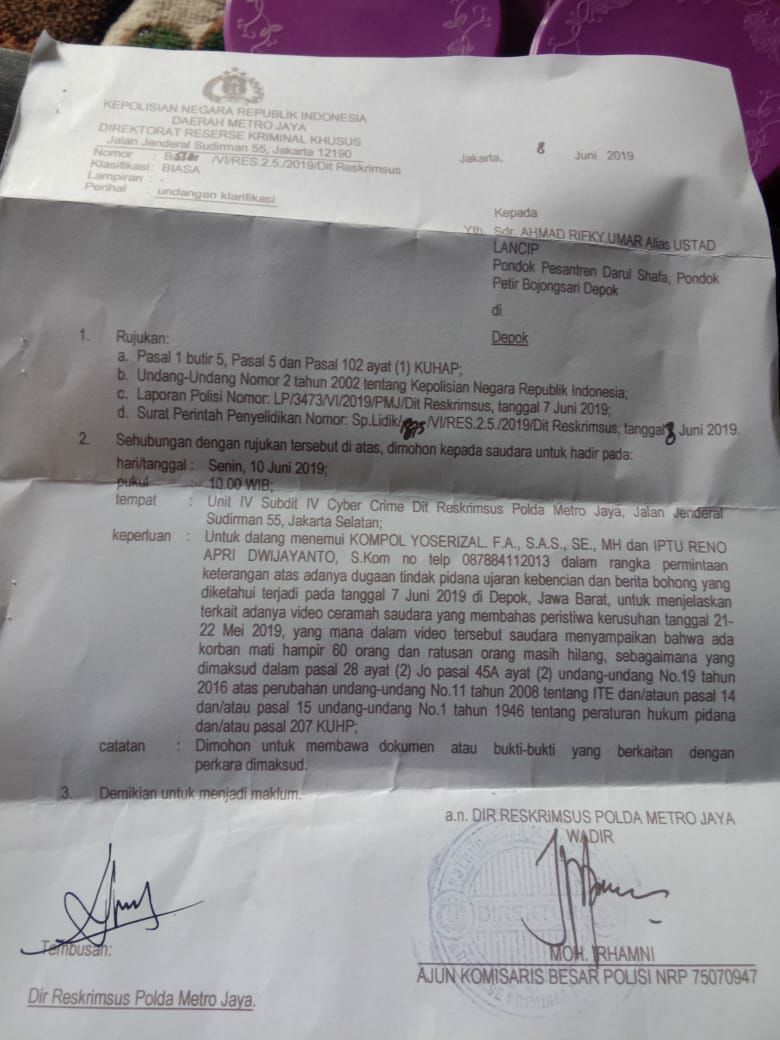 KEPOLISIAN NEGARA REPUBLIK INDONESIA
DAERAH METRO JAYA
DIREKTORAT RESERSE KRIMINAL KHUSUS
Jalan Jenderal Sudirman 55, Jakarta 12190
Nomor : /VI/RES.2.5./2019/Dit Reskrimsus
Klasifikasi : BIASA
Lampiran : -
Perihal : undangan klarifikasi
Jakarta, 8 Juni 2019
Kepada
Yth. Sdr. AHMAD RIFKY UMAR Alias USTAD
LANCIP
Pondok Pesantren Darul Shafa, Pondok
Petir Bojongsari Depok
di
Depok
1. Rujukan:
a. Pasal 1 butir 5, Pasal 5 dan Pasal 102 ayat (1) KUHAP;
b. Undang-Undang Nomor 2 tahun 2002 tentang Kepolisian Negara Republik Indonesia;
c. Laporan Polisi Nomor: LP/3473/VI/2019/PMJ/Dit Reskrimsus, tanggal 7 Juni 2019;
d. Surat Perintah Penyelidikan Nomor: Sp.Lidik/ /VI/RES.2.5./2019/Dit Reskrimsus, tanggal 8 Juni 2019.
2. Sehubungan dengan rujukan tersebut di atas, dimohon kepada saudara untuk hadir pada:
hari/tanggal : Senin, 10 Juni 2019;
pukul : 10.00 WIB;
tempat : Unit IV Subdit IV Cyber Crime Dit Reskrimsus Polda Metro Jaya, Jalan Jenderal
Sudirman 55, Jakarta Selatan;
keperluan : Untuk datang menemui KOMPOL YOSERIZAL. F.A., S.A.S., SE., MH dan IPTU RENO
APRI DWIJAYANTO, S.Kom no telp 087884112013 dalam rangka permintaan
keterangan atas adanya dugaan tindak pidana ujaran kebencian dan berita bohong yang
diketahui terjadi pada tanggal 7 Juni 2019 di Depok, Jawa Barat, untuk menjelaskan
terkait adanya video ceramah saudara yang membahas peristiwa kerusuhan tanggal 21-
22 Mei 2019, yang mana dalam video tersebut saudara menyampaikan bahwa ada
korban mati hampir 60 orang dan ratusan orang masih hilang, sebagaimana yang
dimaksud dalam pasal 28 ayat (2) Jo pasal 45A ayat (2) undang-undang No.19 tahun
2016 atas perubahan undang-undang No.11 tahun 2008 tentang ITE dan/ataun pasal 14
dan/atau pasal 15 undang-undang No.1 tahun 1946 tentang peraturan hukum pidana
dan/atau pasal 207 KUHP;
catatan : Dimohon untuk membawa dokumen atau bukti-bukti yang berkaitan dengan
perkara dimaksud.
3. Demikian untuk menjadi maklum.
a.n. DIR RESKRIMSUS POLDA METRO JAYA
WADIR
MOH. IRHAMNI
AJUN KOMISARIS BESAR POLISI NRP 75070947
Tembusan:
Dir Reskrimsus Polda Metro Jaya.